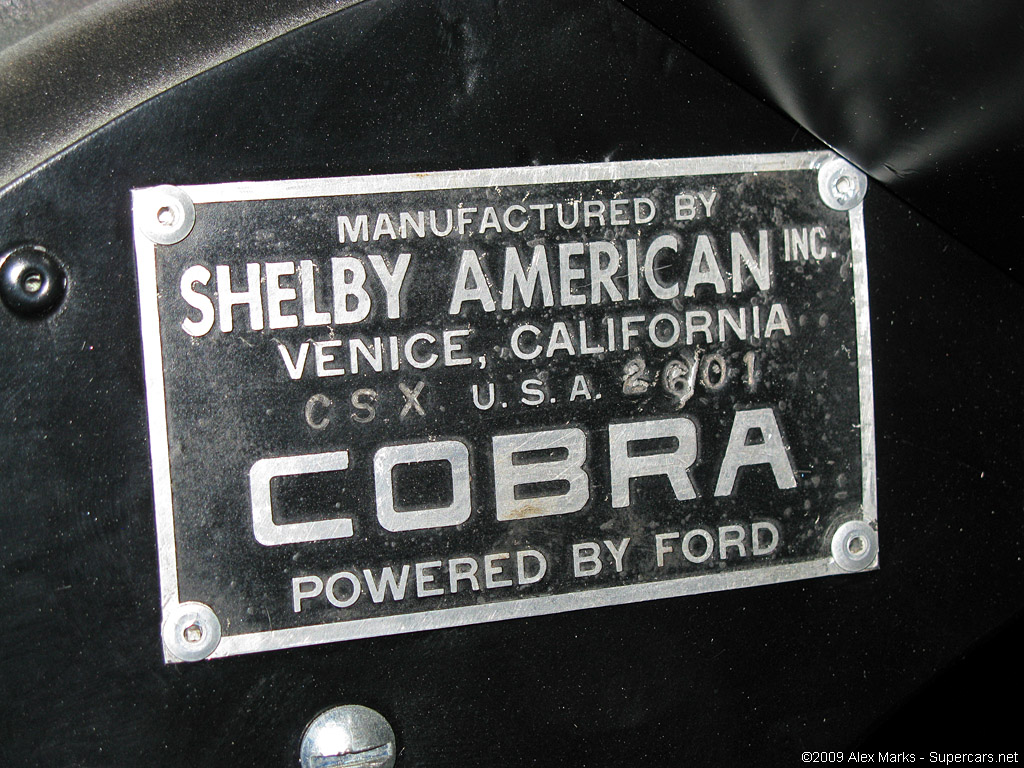 MANUFACTURED BY
SHELBY AMERICAN INC.
VENICE, CALIFORNIA
CSX U.S.A. 2601
COBRA
POWERED BY FORD
©2009 Alex Marks - Supercars.net